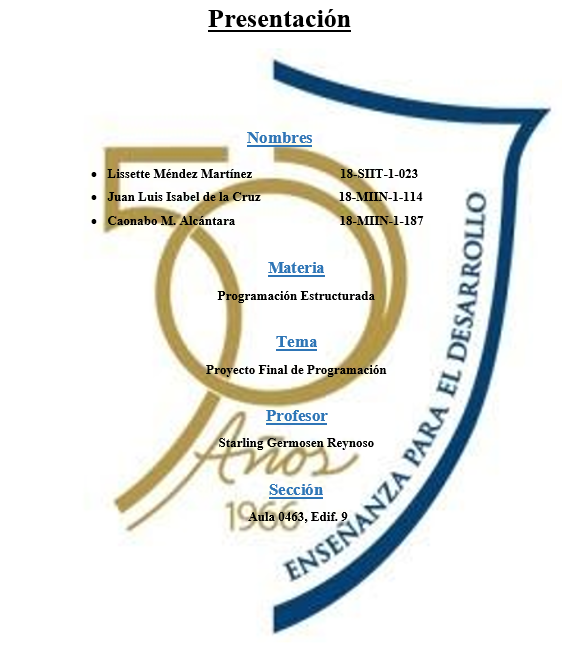 Presentación
Nombres
• Lissette Méndez Martínez 18-SIIT-1-023
• Juan Luis Isabel de la Cruz 18-MIIN-1-114
• Caonabo M. Alcántara 18-MIIN-1-187
Materia
Programación Estructurada
Tema
Proyecto Final de Programación
Profesor
Starling Germosen Reynoso
Sección
Aula 0463, Edif. 9
50
Años
1966
ENSEÑANZA PARA EL DESARROLLO